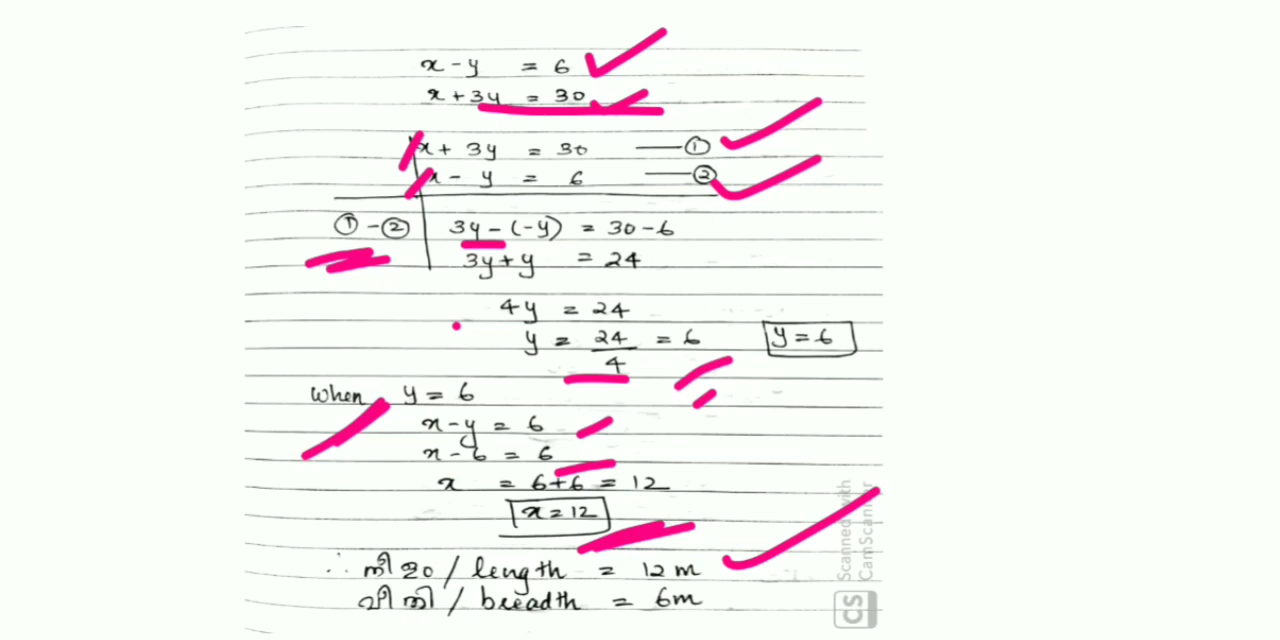 x - y = 6
x + 3y = 30
x + 3y = 30 —— ①
x - y = 6 —— ②
① - ② 3y - (-y) = 30 - 6
3y + y = 24
4y = 24
y = 24/4 = 6 y = 6
When y = 6
x - y = 6
x - 6 = 6
x = 6 + 6 = 12
x = 12
∴ നീളം / length = 12 m
വീതി / breadth = 6m
CS Scanned with CamScanner